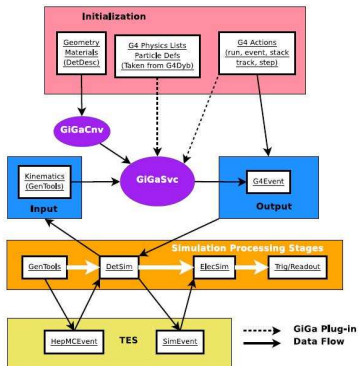 Initialization
Geometry
Materials
(DetDesc)
G4 Physics Lists
Particle Defs
(Taken from G4Dyb)
G4 Actions
(run, event, stack
track, step)
GiGaCnv
GiGaSvc
Kinematics
(GenTools)
Input
G4Event
Output
Simulation Processing Stages
GenTools
DetSim
ElecSim
Trig/Readout
HepMCEvent
TES
SimEvent
GiGa Plug-in
Data Flow